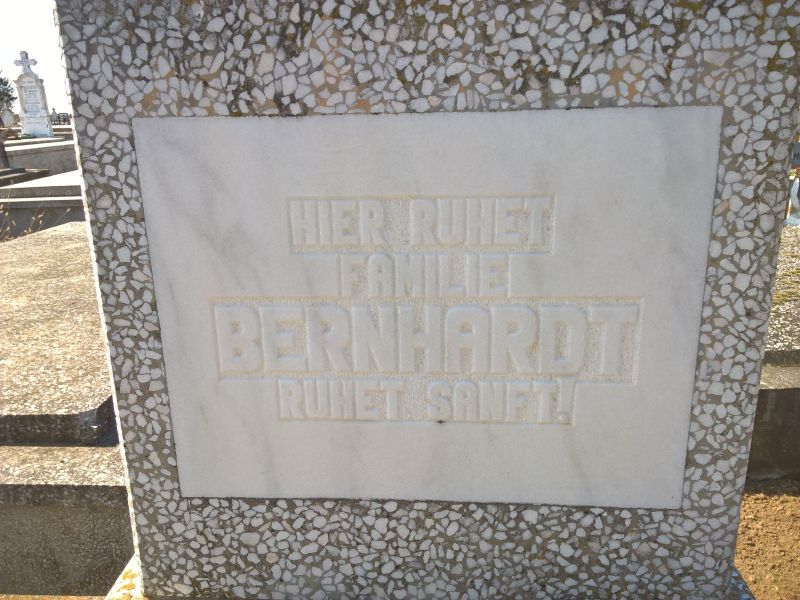 HIER RUHET
FAMILIE
BERNHARDT
RUHET SANFT!